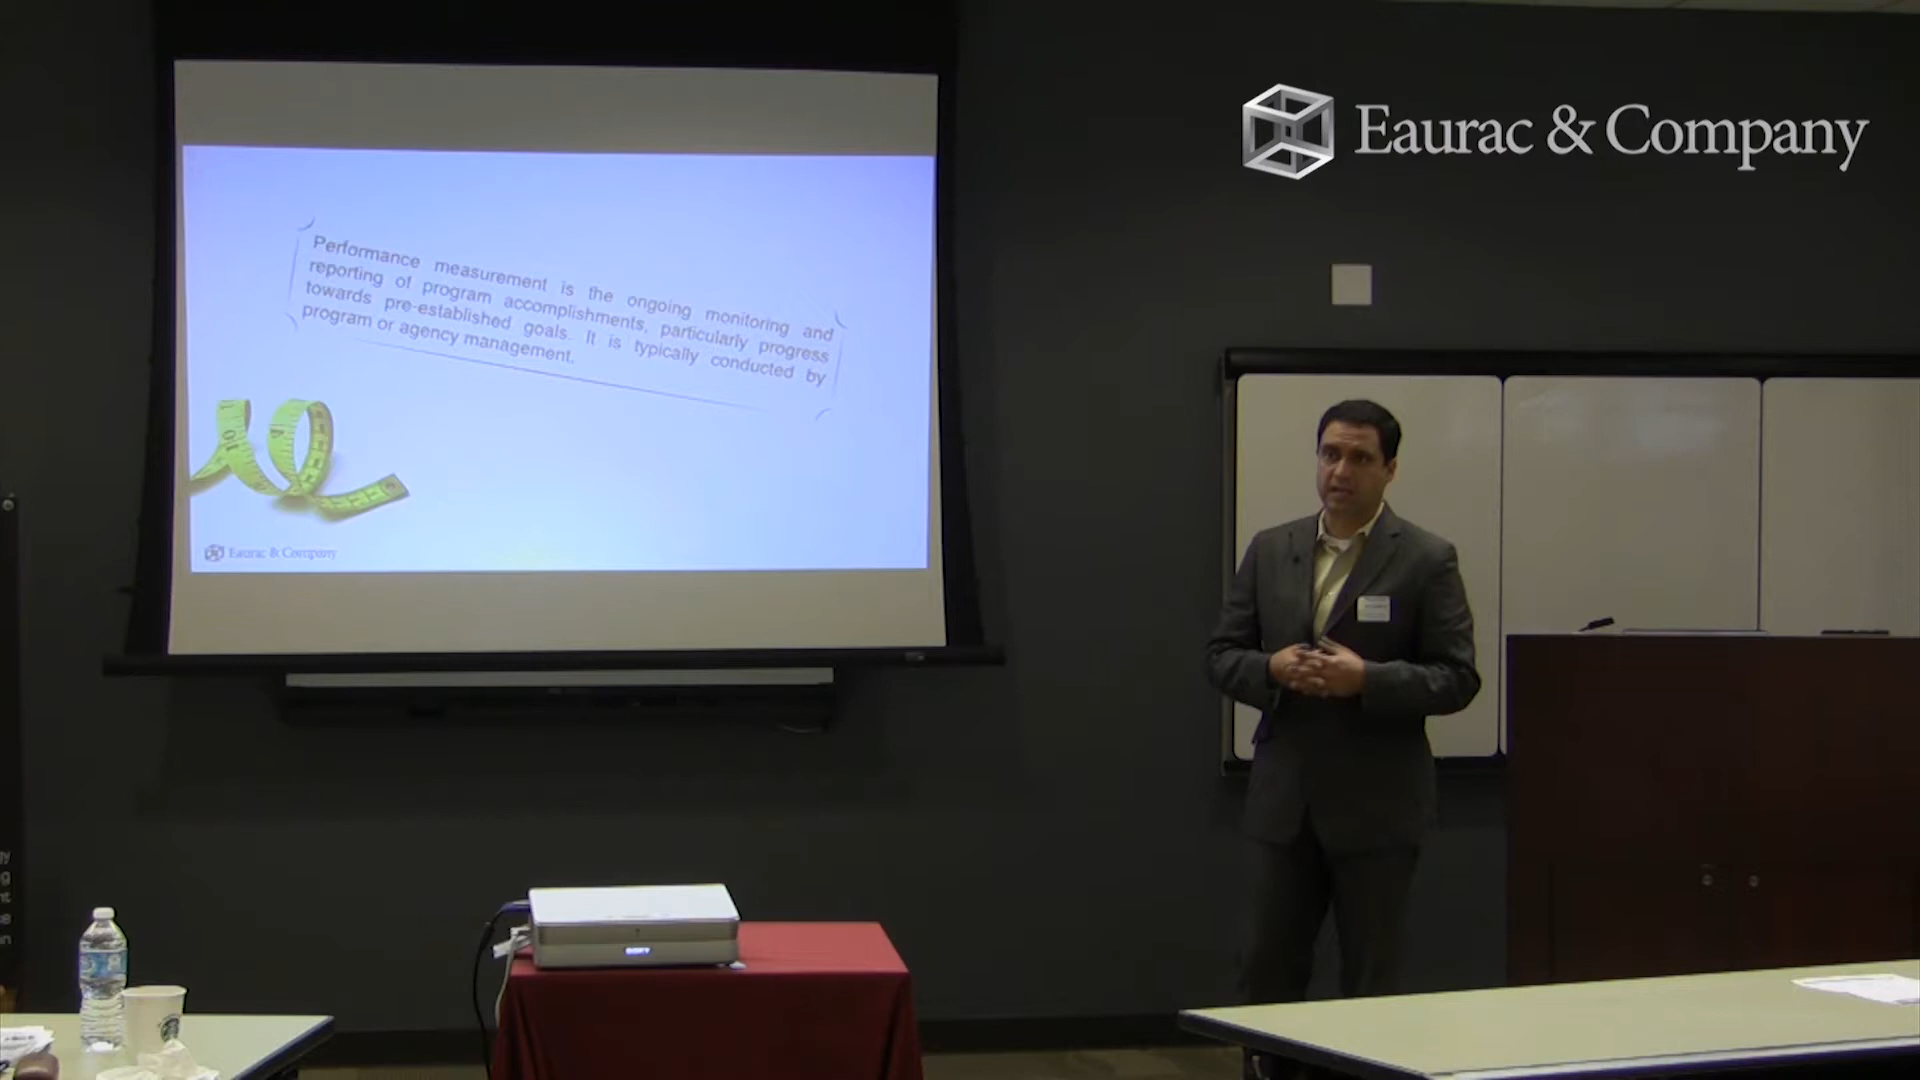 Eaurac & Company
Performance measurement is the ongoing monitoring and
reporting of program accomplishments, particularly progress
towards pre-established goals. It is typically conducted by
program or agency management.
Eaurac & Company
SONY